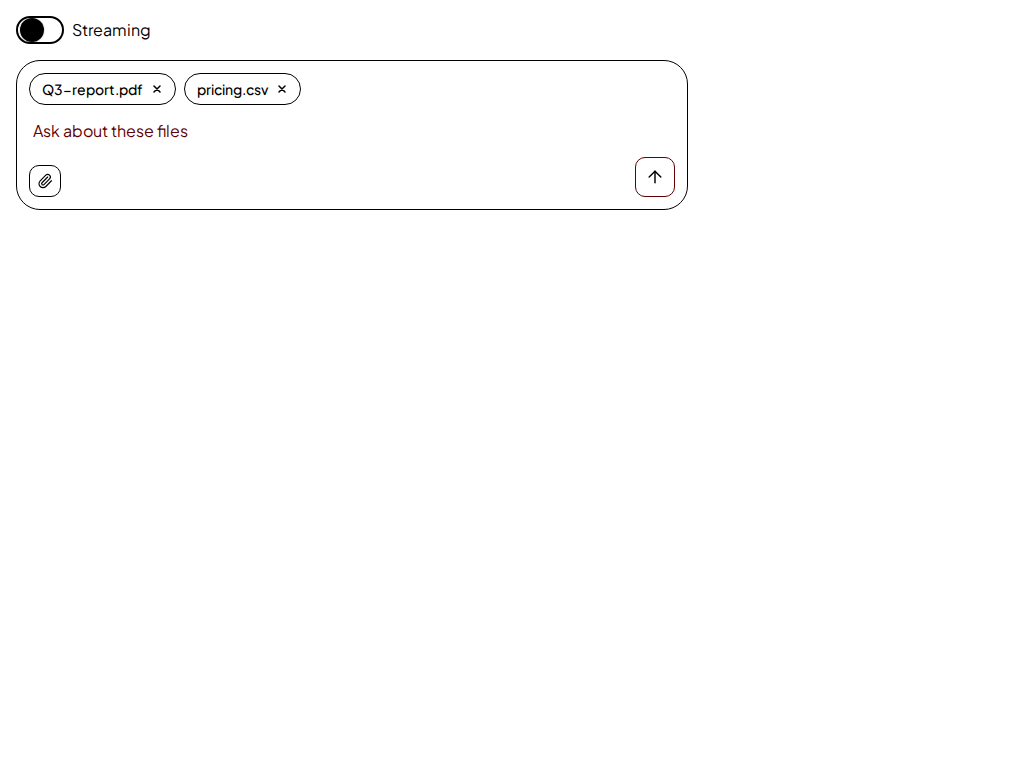 Streaming
Q3-report.pdf
pricing.csv
Ask about these files